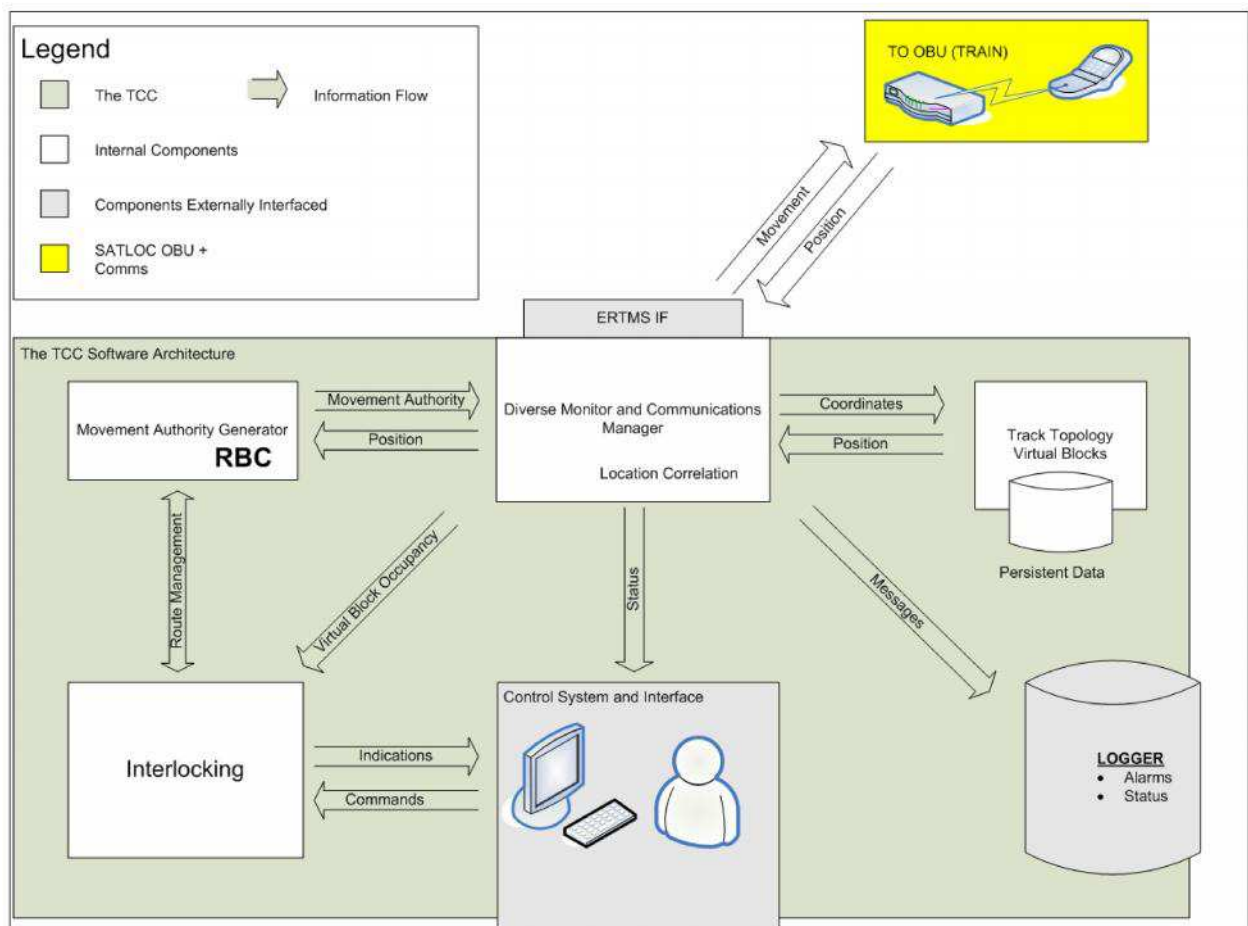 Legend
The TCC
Information Flow
Internal Components
Components Externally Interfaced
SATLOC OBU +
Comms
TO OBU (TRAIN)
Movement
Position
ERTMS IF
The TCC Software Architecture
Movement Authority Generator
RBC
Movement Authority
Position
Diverse Monitor and Communications
Manager
Location Correlation
Coordinates
Position
Track Topology
Virtual Blocks
Persistent Data
Route Management
Virtual Block Occupancy
Status
Messages
Interlocking
Indications
Commands
Control System and Interface
LOGGER
• Alarms
• Status